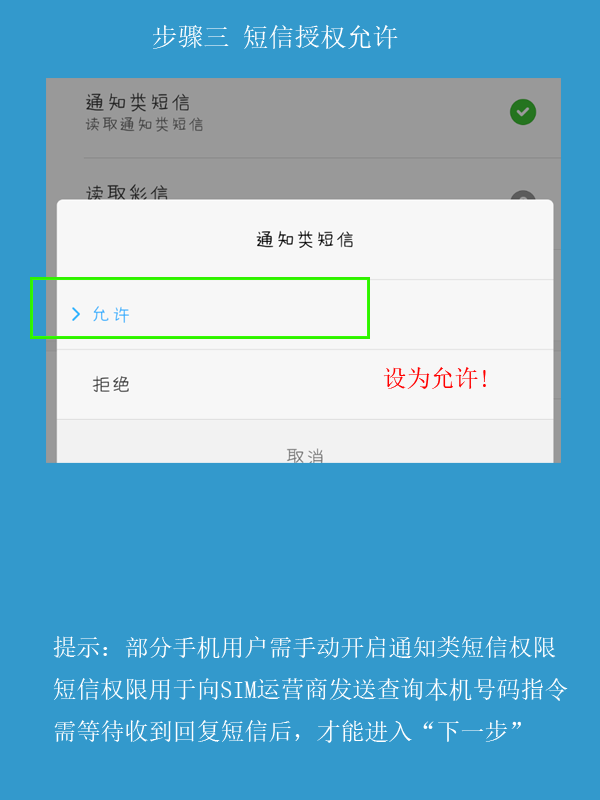 步骤三 短信授权允许
通知类短信
读取通知类短信
读取彩信
通知类短信
允许
拒绝
设为允许!
取消
提示：部分手机用户需手动开启通知类短信权限
短信权限用于向SIM运营商发送查询本机号码指令
需等待收到回复短信后，才能进入“下一步”